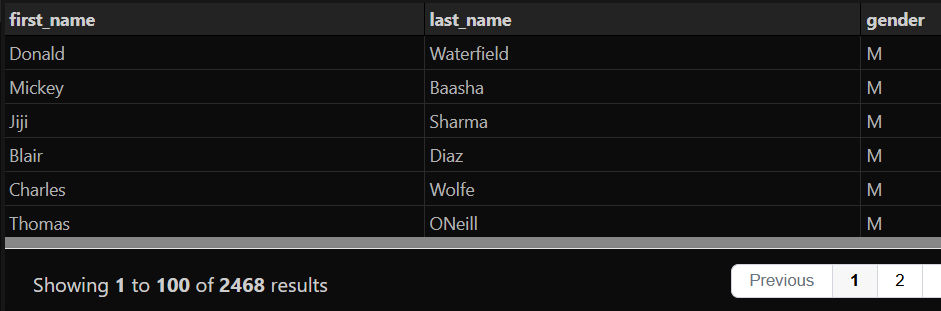 first_name last_name gender
Donald Waterfield M
Mickey Baasha M
Jiji Sharma M
Blair Diaz M
Charles Wolfe M
Thomas ONeill M
Showing 1 to 100 of 2468 results Previous 1 2